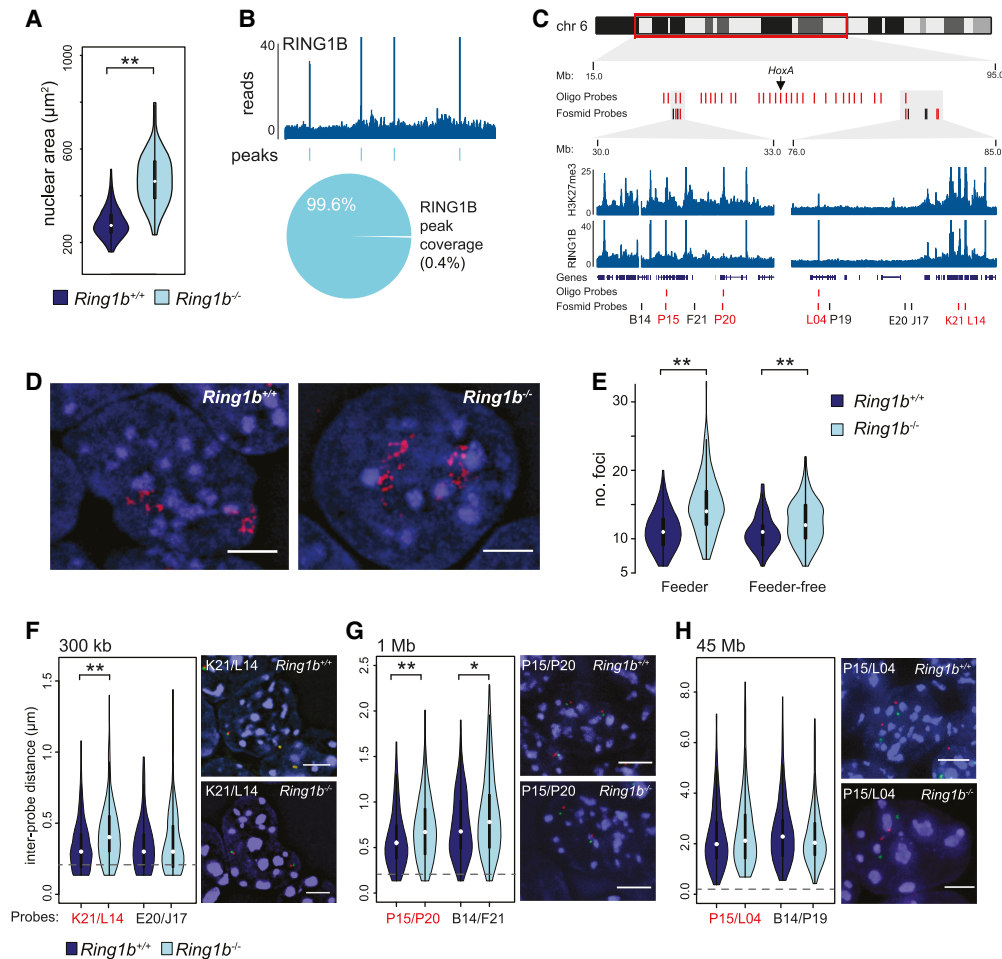 A
nuclear area (μm²)
1000
600
200
**
Ring1b+/+ Ring1b-/-
B
RING1B
reads
40
0
peaks
99.6%
RING1B
peak
coverage
(0.4%)
C
chr 6
Mb:
15.0
95.0
HoxA
Oligo Probes
Fosmid Probes
Mb:
30.0 33.0 76.0 85.0
H3K27me3
25
0
RING1B
40
0
Genes
Oligo Probes
Fosmid Probes
B14 P15 F21 P20 L04 P19 E20 J17 K21 L14
D
Ring1b+/+
Ring1b-/-
E
no. foci
30
20
10
5
** **
Feeder Feeder-free
Ring1b+/+
Ring1b-/-
F
300 kb
inter-probe distance (μm)
1.5
1.0
0.5
0.0
**
Probes: K21/L14 E20/J17
K21/L14 Ring1b+/+
K21/L14 Ring1b-/-
Ring1b+/+ Ring1b-/-
G
1 Mb
2.5
2.0
1.5
1.0
0.5
0.0
** *
P15/P20 B14/F21
P15/P20 Ring1b+/+
P15/P20 Ring1b-/-
H
45 Mb
8.0
6.0
4.0
2.0
0.0
P15/L04 B14/P19
P15/L04 Ring1b+/+
P15/L04 Ring1b-/-